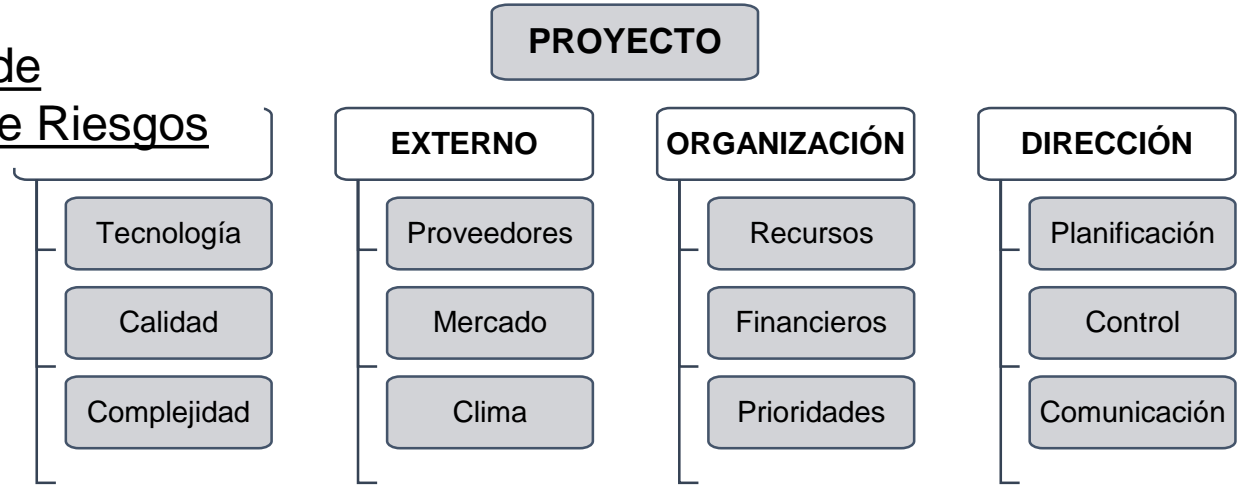 PROYECTO
de
e Riesgos
EXTERNO
ORGANIZACIÓN
DIRECCIÓN
Tecnología
Proveedores
Recursos
Planificación
Calidad
Mercado
Financieros
Control
Complejidad
Clima
Prioridades
Comunicación